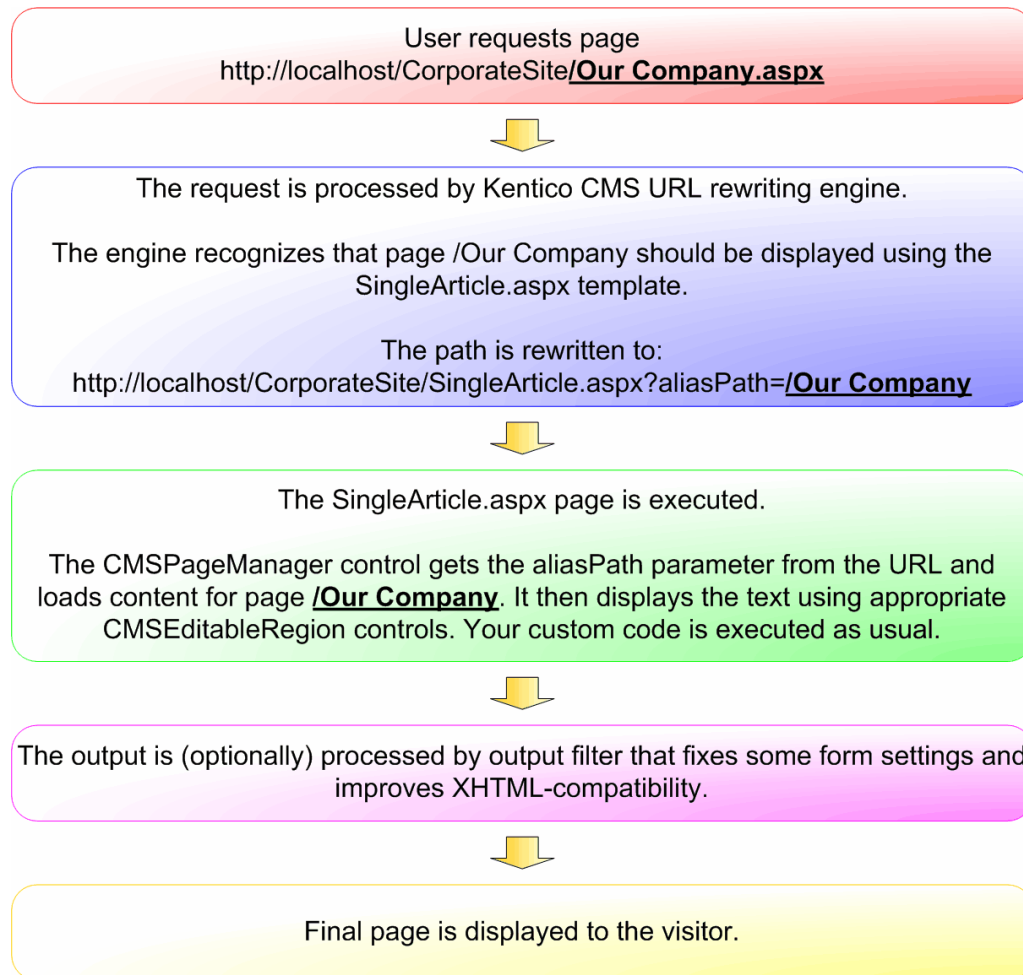 User requests page
http://localhost/CorporateSite/Our Company.aspx
The request is processed by Kentico CMS URL rewriting engine.
The engine recognizes that page /Our Company should be displayed using the
SingleArticle.aspx template.
The path is rewritten to:
http://localhost/CorporateSite/SingleArticle.aspx?aliasPath=/Our Company
The SingleArticle.aspx page is executed.
The CMSPageManager control gets the aliasPath parameter from the URL and
loads content for page /Our Company. It then displays the text using appropriate
CMSEditableRegion controls. Your custom code is executed as usual.
The output is (optionally) processed by output filter that fixes some form settings and
improves XHTML-compatibility.
Final page is displayed to the visitor.